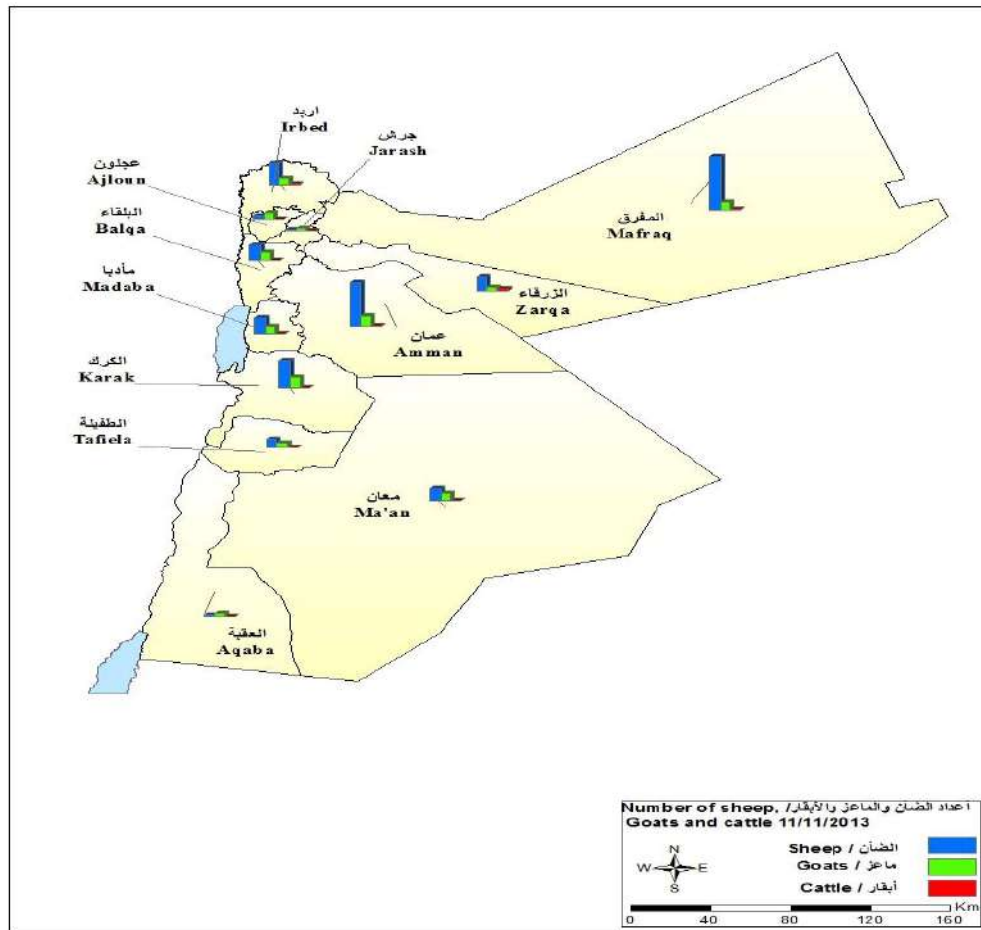 اربد
Irbed
جرش
Jarash
عجلون
Ajloun
البلقاء
Balqa
المفرق
Mafraq
مأدبا
Madaba
الزرقاء
Zarqa
عمان
Amman
الكرك
Karak
الطفيلة
Tafiela
معان
Ma'an
العقبة
Aqaba
Number of sheep, /اعداد الضأن والماعز والأبقار
Goats and cattle 11/11/2013
Sheep / الضأن
Goats / ماعز
Cattle / أبقار
N
W E
S
Km
0 40 80 120 160